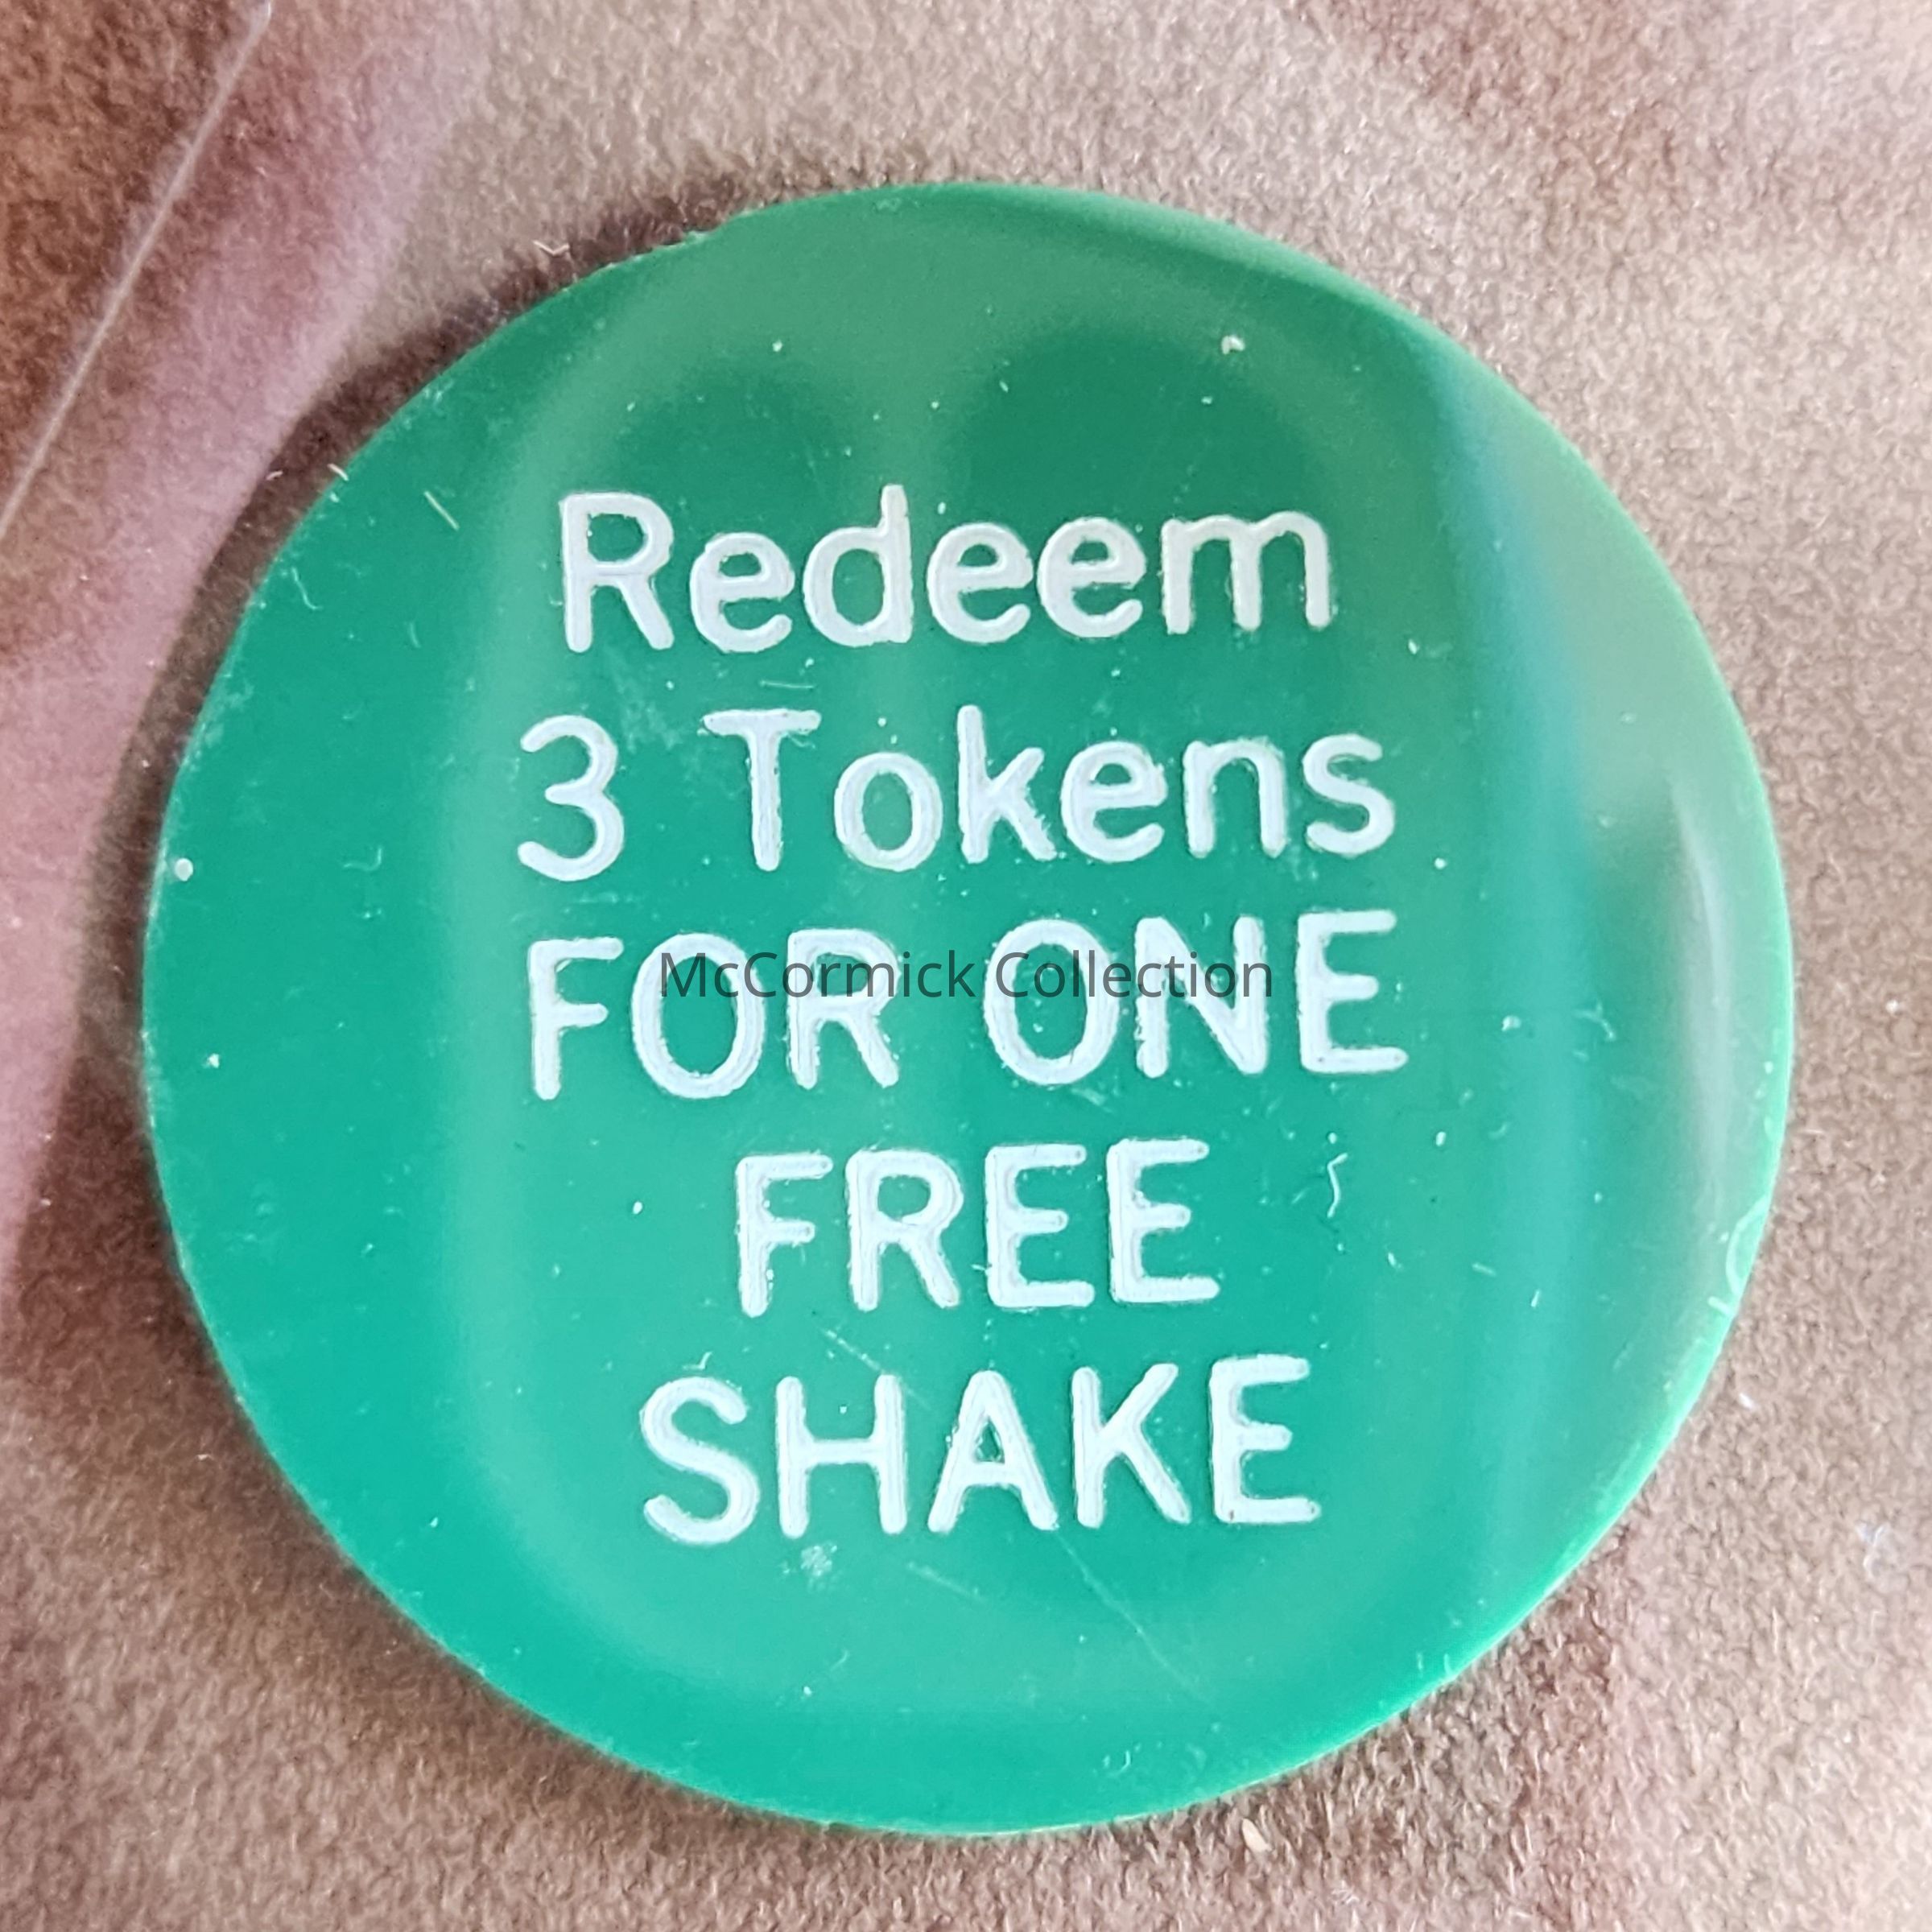 Redeem
3 Tokens
FOR ONE
McCormick Collection
FREE
SHAKE